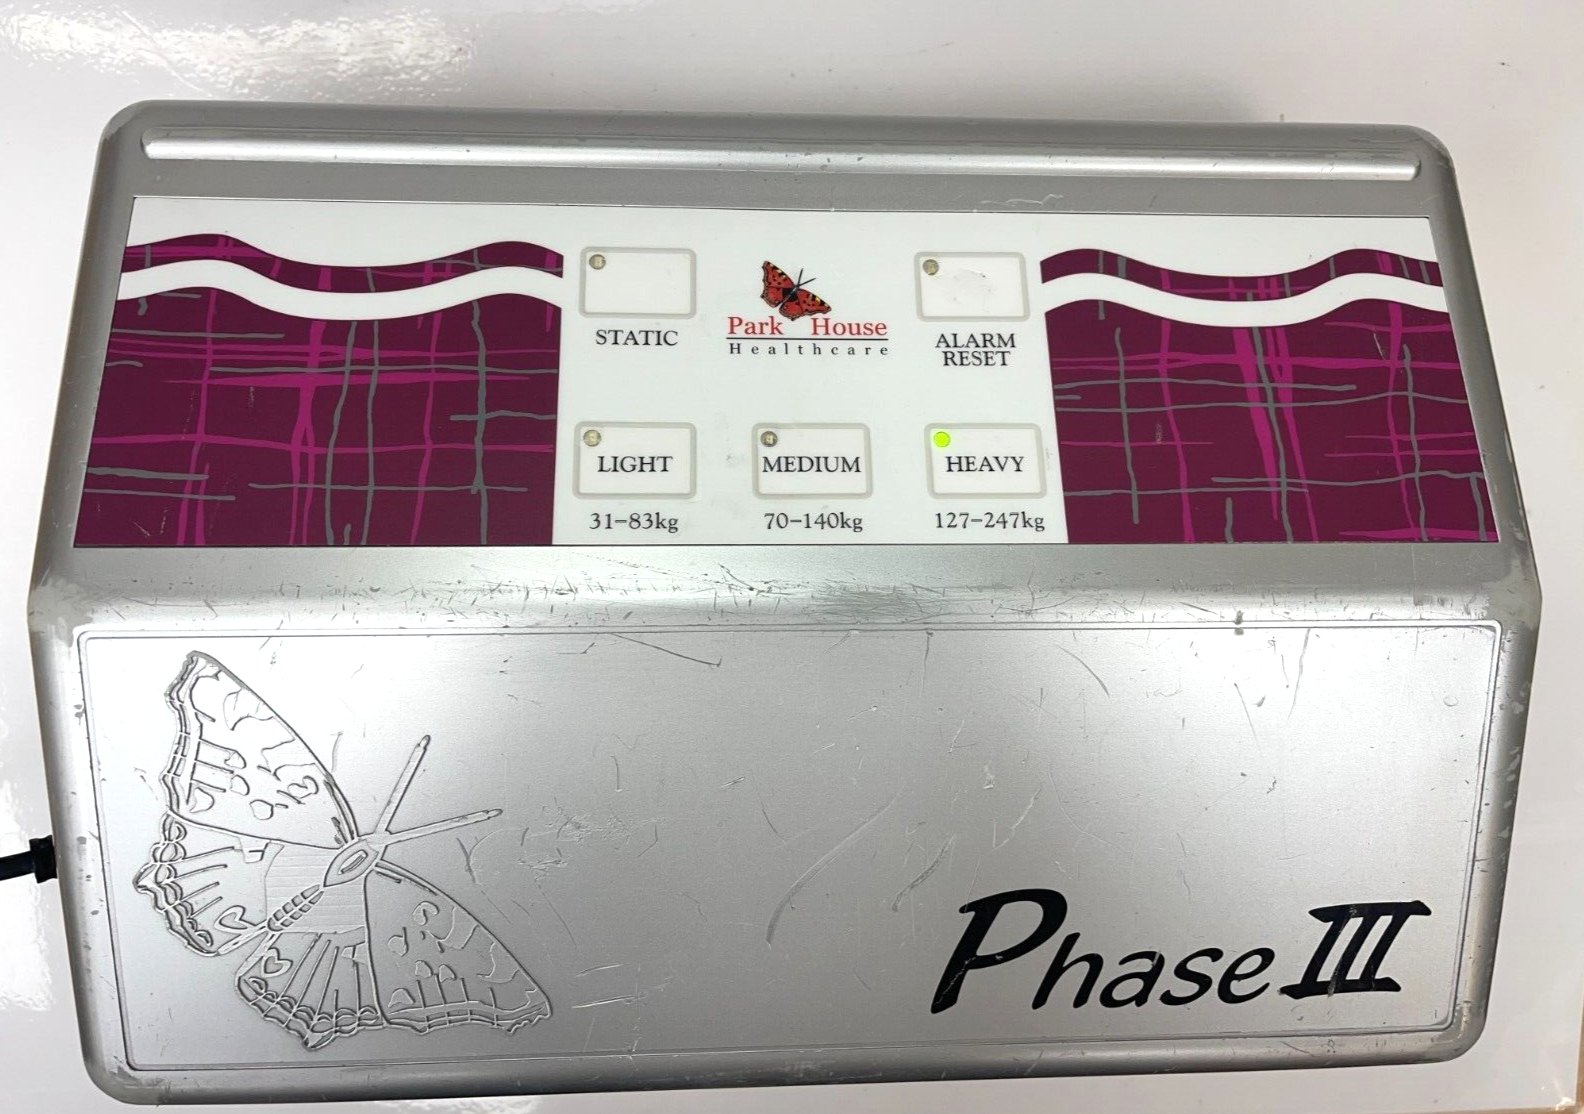 STATIC
Park House
Healthcare
ALARM
RESET
LIGHT
MEDIUM
HEAVY
31-83kg
70-140kg
127-247kg
Phase III